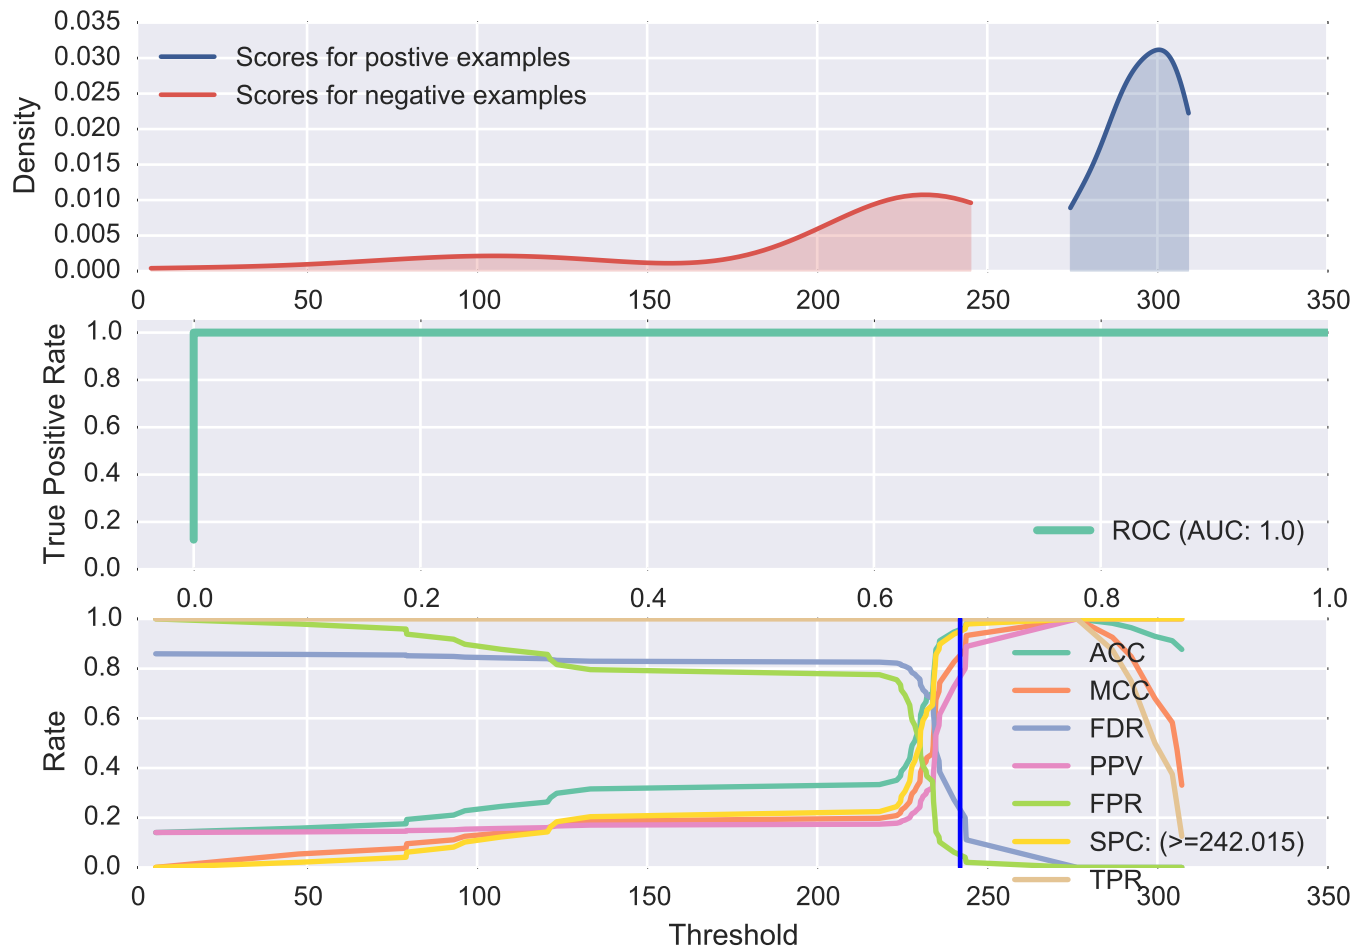 0.035
0.030
0.025
0.020
0.015
0.010
0.005
0.000
Density
Scores for postive examples
Scores for negative examples
0 50 100 150 200 250 300 350
1.0
0.8
0.6
0.4
0.2
0.0
True Positive Rate
ROC (AUC: 1.0)
0.0 0.2 0.4 0.6 0.8 1.0
1.0
0.8
0.6
0.4
0.2
0.0
Rate
ACC
MCC
FDR
PPV
FPR
SPC: (>=242.015)
TPR
0 50 100 150 200 250 300 350
Threshold